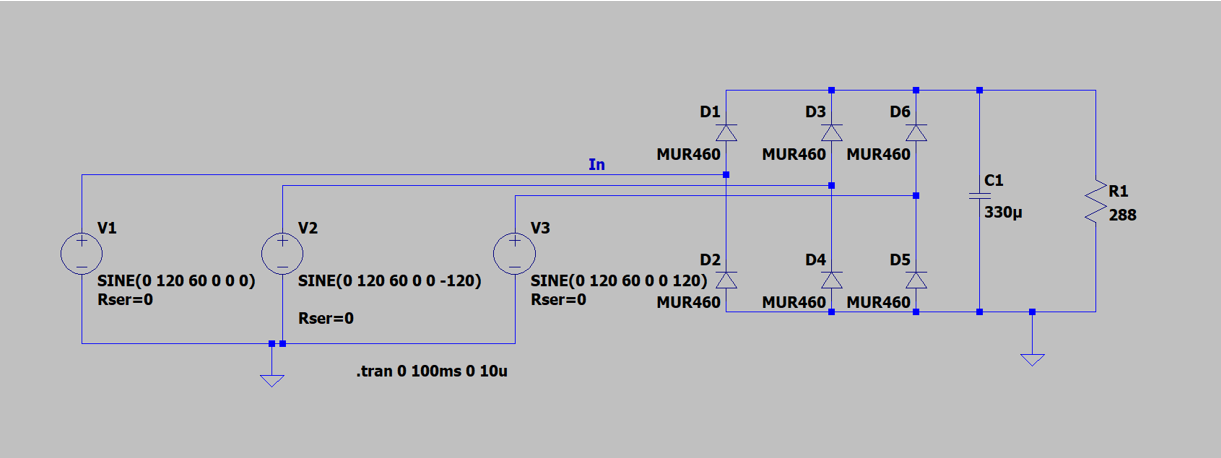 D1
D3
D6
MUR460
MUR460
MUR460
In
C1
R1
330µ
288
V1
V2
V3
SINE(0 120 60 0 0 0)
SINE(0 120 60 0 0 -120)
SINE(0 120 60 0 0 120)
Rser=0
Rser=0
Rser=0
D2
D4
D5
MUR460
MUR460
MUR460
.tran 0 100ms 0 10u